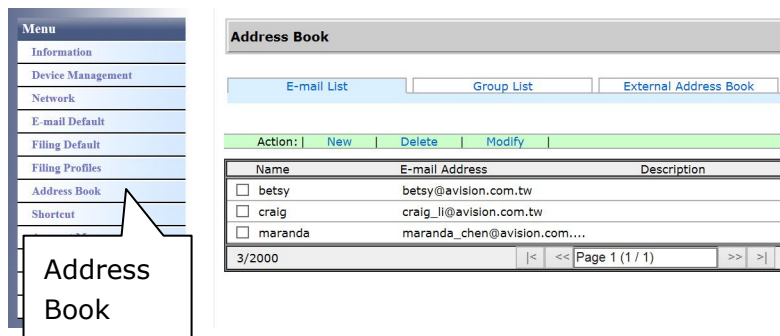 Menu
Information
Device Management
Network
E-mail Default
Filing Default
Filing Profiles
Address Book
Shortcut
Address
Book
Address Book
E-mail List Group List External Address Book
Action: | New | Delete | Modify |
Name E-mail Address Description
betsy betsy@avision.com.tw
craig craig_li@avision.com.tw
maranda maranda_chen@avision.com....
3/2000 |< << Page 1 (1 / 1) >> >|